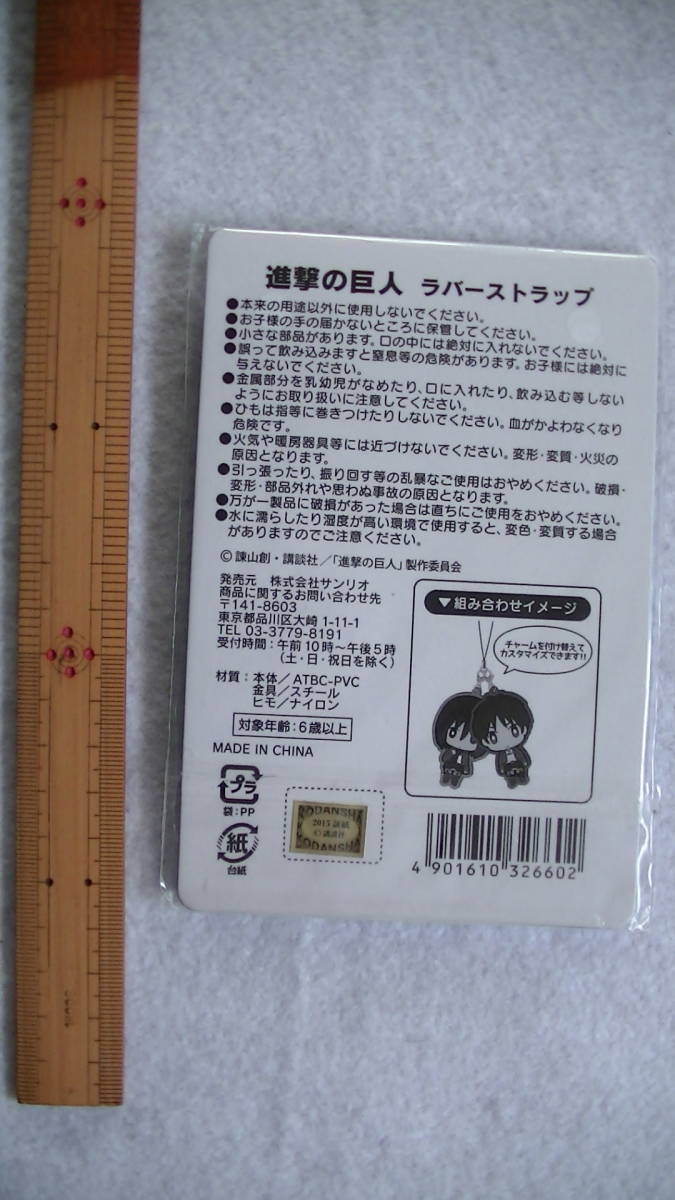 進撃の巨人 ラバーストラップ
●本来の用途以外に使用しないでください。
●お子様の手の届かないところに保管してください。
●小さな部品があります。口の中には絶対に入れないでください。
●誤って飲み込みますと窒息等の危険があります。お子様には絶対に
与えないでください。
●金属部分を乳幼児がなめたり、口に入れたり、飲み込む等しない
ようにお取り扱いに注意してください。
●ひもは指等に巻きつけたりしないでください。血がかよわなくなり
危険です。
●火気や暖房器具等には近づけないでください。変形・変質・火災の
原因となります。
●引っ張ったり、振り回す等の乱暴なご使用はおやめください。破損・
変形・部品外れや思わぬ事故の原因となります。
●万が一製品に破損があった場合は直ちにご使用をおやめください。
●水に濡らしたり湿度が高い環境で使用すると、変色・変質する場合
がありますのでご注意ください。
©諫山創・講談社／「進撃の巨人」製作委員会
発売元 株式会社サンリオ
商品に関するお問い合わせ先
〒141-8603
東京都品川区大崎 1-11-1
TEL 03-3779-8191
受付時間：午前10時～午後5時
（土・日・祝日を除く）
材質：本体／ATBC-PVC
金具／スチール
ヒモ／ナイロン
対象年齢：6歳以上
MADE IN CHINA
プラ
袋：PP
紙
台紙
2015 証紙
©講談社
▼組み合わせイメージ
チャームを付け替えて
カスタマイズできます!!
4 901610 326602